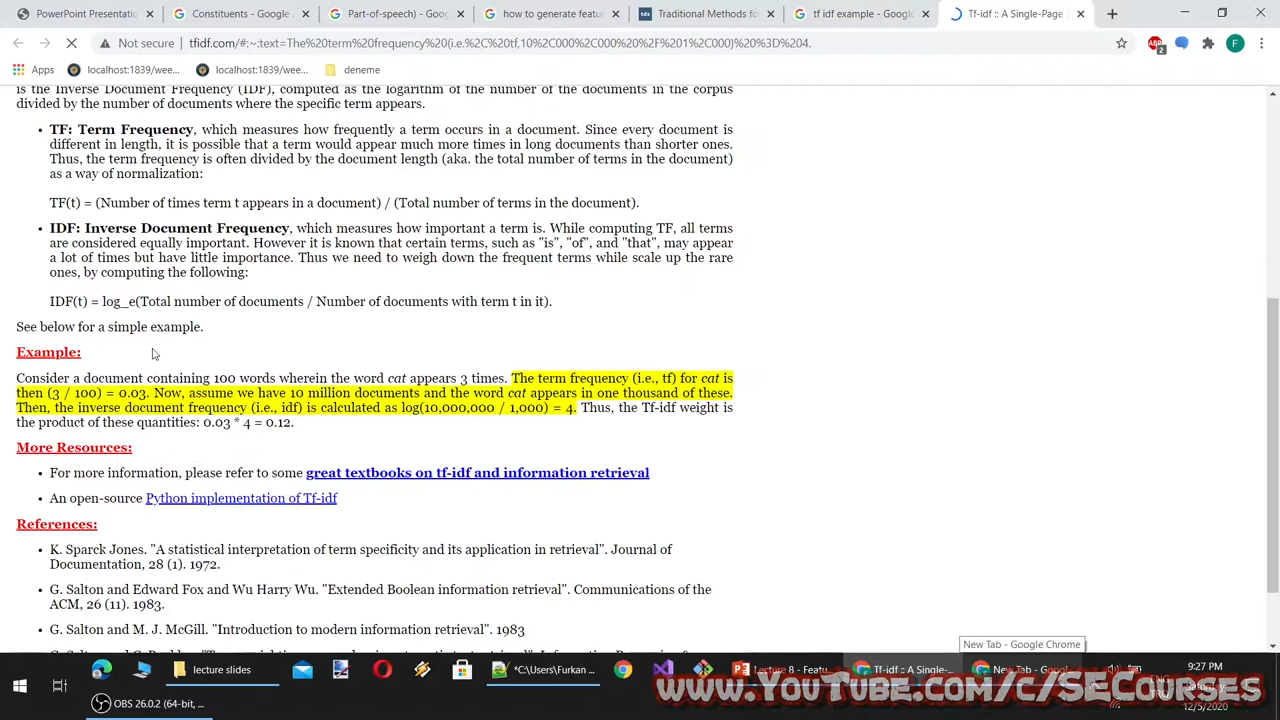 PowerPoint Presentatio
Constituents - Google
Part-of-speech) - Goog
how to generate featu
Traditional Methods fo
tf idf example - Google
Tf-idf :: A Single-Page
Not secure | tfidf.com/#:~:text=The%20term%20frequency%20(i.e.%2C%20tf,10%2C000%2C000%20%2F%201%2C000)%20%3D%204.
ABP
2
F
Apps
localhost:1839/wee...
localhost:1839/wee...
deneme
is the Inverse Document Frequency (IDF), computed as the logarithm of the number of the documents in the corpus
divided by the number of documents where the specific term appears.
• TF: Term Frequency, which measures how frequently a term occurs in a document. Since every document is
different in length, it is possible that a term would appear much more times in long documents than shorter ones.
Thus, the term frequency is often divided by the document length (aka. the total number of terms in the document)
as a way of normalization:
TF(t) = (Number of times term t appears in a document) / (Total number of terms in the document).
• IDF: Inverse Document Frequency, which measures how important a term is. While computing TF, all terms
are considered equally important. However it is known that certain terms, such as "is", "of", and "that", may appear
a lot of times but have little importance. Thus we need to weigh down the frequent terms while scale up the rare
ones, by computing the following:
IDF(t) = log_e(Total number of documents / Number of documents with term t in it).
See below for a simple example.
Example:
Consider a document containing 100 words wherein the word cat appears 3 times. The term frequency (i.e., tf) for cat is
then (3 / 100) = 0.03. Now, assume we have 10 million documents and the word cat appears in one thousand of these.
Then, the inverse document frequency (i.e., idf) is calculated as log(10,000,000 / 1,000) = 4. Thus, the Tf-idf weight is
the product of these quantities: 0.03 * 4 = 0.12.
More Resources:
• For more information, please refer to some great textbooks on tf-idf and information retrieval
• An open-source Python implementation of Tf-idf
References:
• K. Sparck Jones. "A statistical interpretation of term specificity and its application in retrieval". Journal of
Documentation, 28 (1). 1972.
• G. Salton and Edward Fox and Wu Harry Wu. "Extended Boolean information retrieval". Communications of the
ACM, 26 (11). 1983.
• G. Salton and M. J. McGill. "Introduction to modern information retrieval". 1983
New Tab - Google Chrome
lecture slides
*C:\Users\Furkan ...
Lecture 8 - Featu...
Tf-idf :: A Single-...
New Tab - Googl...
9:27 PM
ENG
TRQ
Saturday
12/5/2020
OBS 26.0.2 (64-bit, ...
www.YouTube.com/c/SECourses